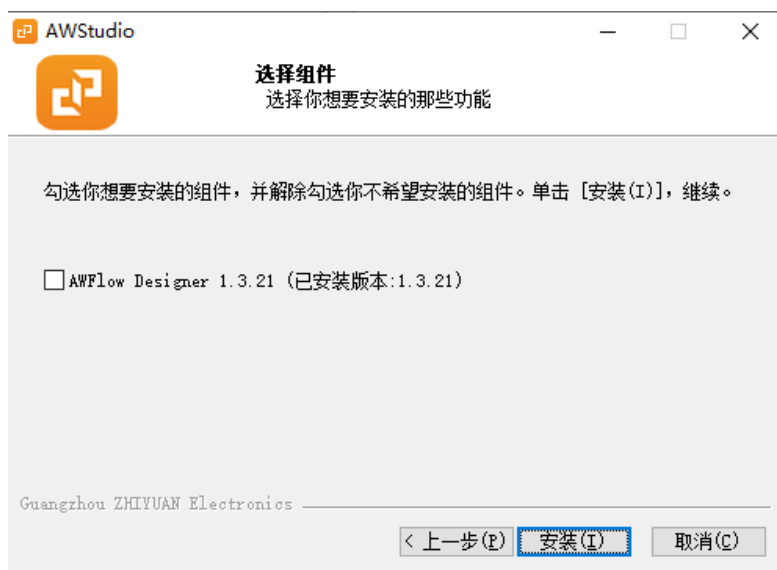 AWStudio
选择组件
选择你想要安装的那些功能
勾选你想要安装的组件，并解除勾选你不希望安装的组件。单击 [安装(I)]，继续。
AWFlow Designer 1.3.21 (已安装版本:1.3.21)
Guangzhou ZHIYUAN Electronics
< 上一步(P) 安装(I) 取消(C)